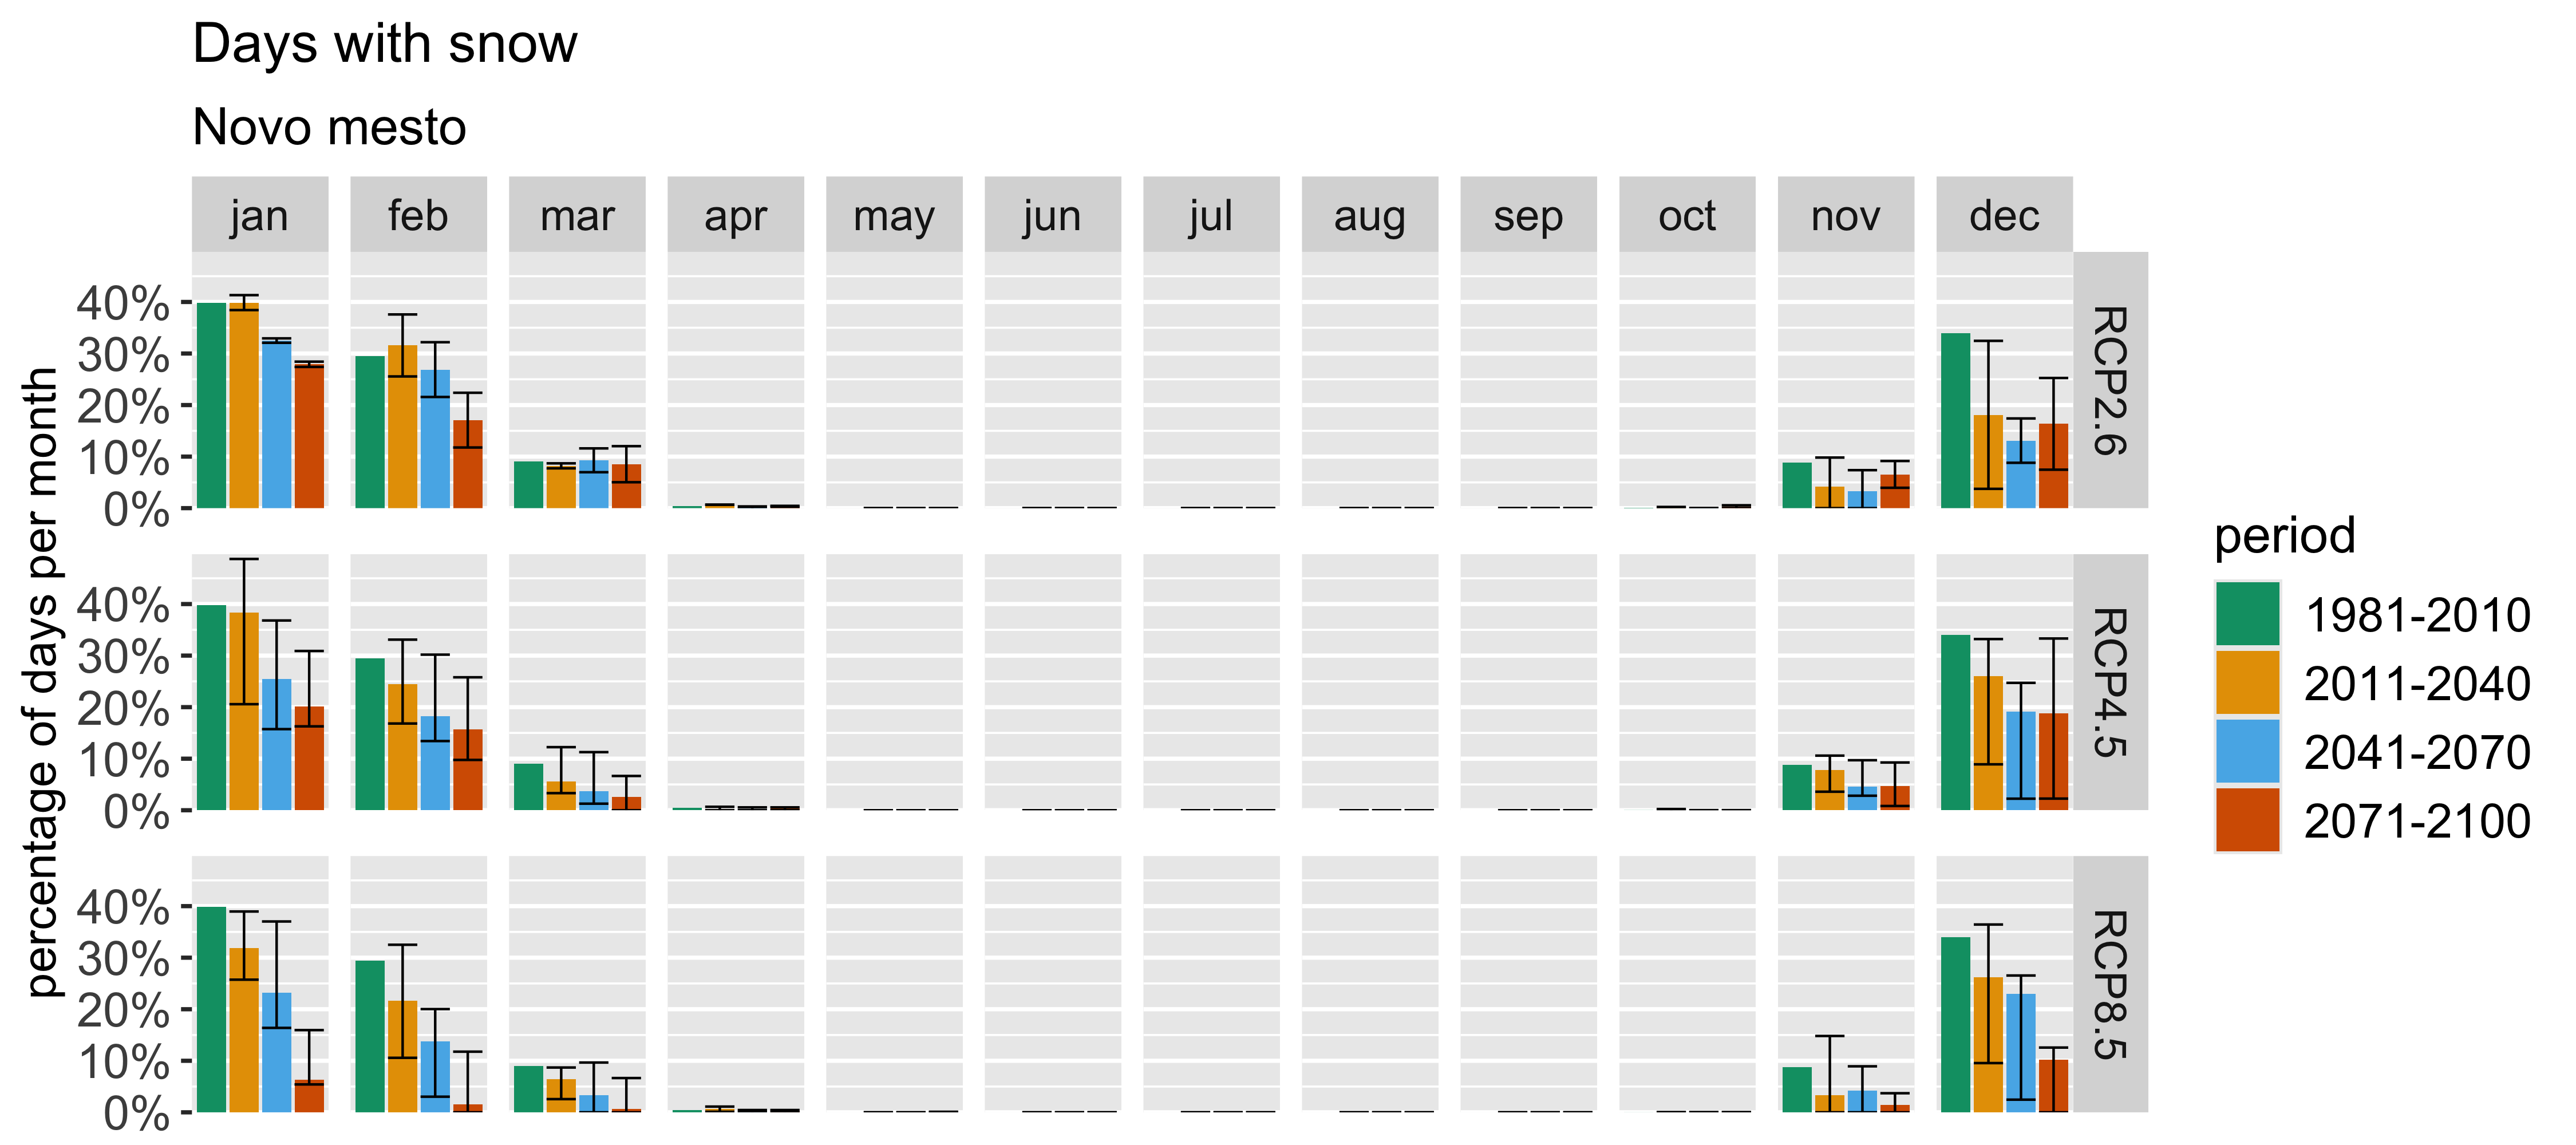 Days with snow
Novo mesto
jan feb mar apr may jun jul aug sep oct nov dec
percentage of days per month
40%
30%
20%
10%
0%
RCP2.6
40%
30%
20%
10%
0%
RCP4.5
40%
30%
20%
10%
0%
RCP8.5
period
1981-2010
2011-2040
2041-2070
2071-2100